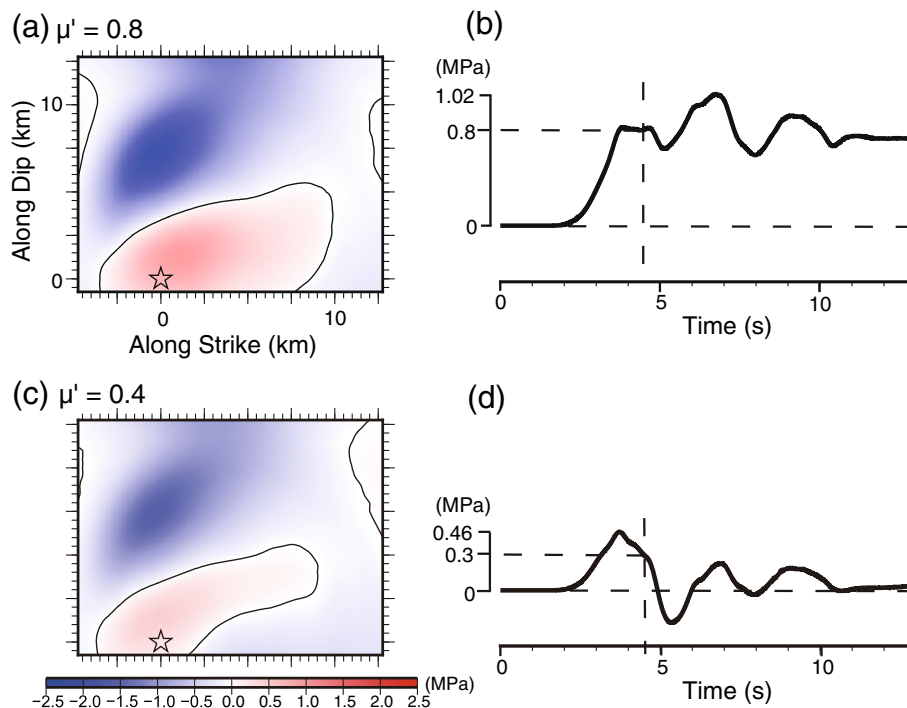 (a) μ' = 0.8
Along Dip (km)
10
0
0 10
Along Strike (km)
(b)
(MPa)
1.02
0.8
0
0 5 10
Time (s)
(c) μ' = 0.4
(d)
(MPa)
0.46
0.3
0
0 5 10
Time (s)
(MPa)
−2.5 −2.0 −1.5 −1.0 −0.5 0.0 0.5 1.0 1.5 2.0 2.5